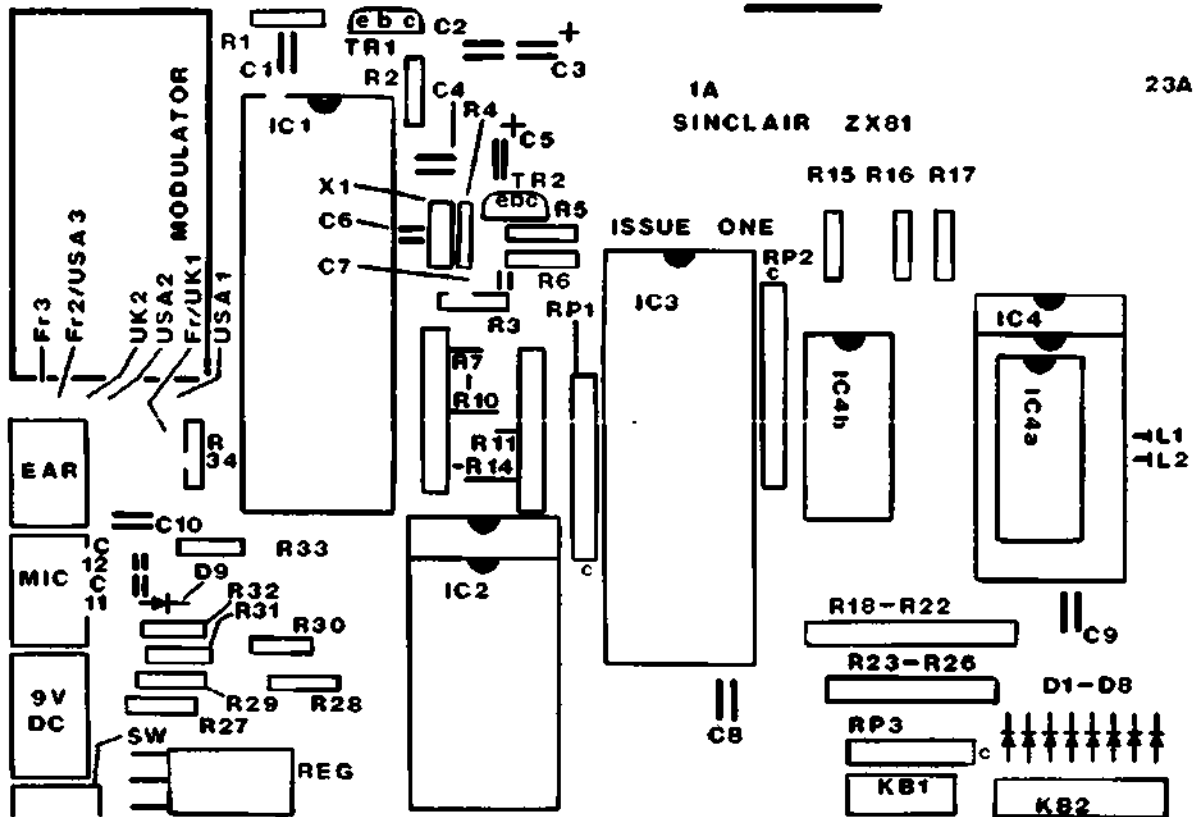 R1
e b c
C2
TR1
+
C1
R2
C3
C4
R4
1A
23A
IC1
+
C5
SINCLAIR ZX81
MODULATOR
X1
TR2
ebc
R15 R16 R17
C6
R5
ISSUE ONE
C7
R6
RP2
c
Fr3
Fr2/USA3
UK2
USA2
Fr/UK1
USA1
R3
RP1
IC3
IC4
R7
R10
IC4b
IC4a
R11
R14
L1
L2
EAR
R
34
C10
R33
C
12
MIC
C
11
D9
c
IC2
R32
R31
R30
R18-R22
C9
R23-R26
9V
DC
R29
R28
R27
D1-D8
C8
SW
RP3
c
REG
KB1
KB2